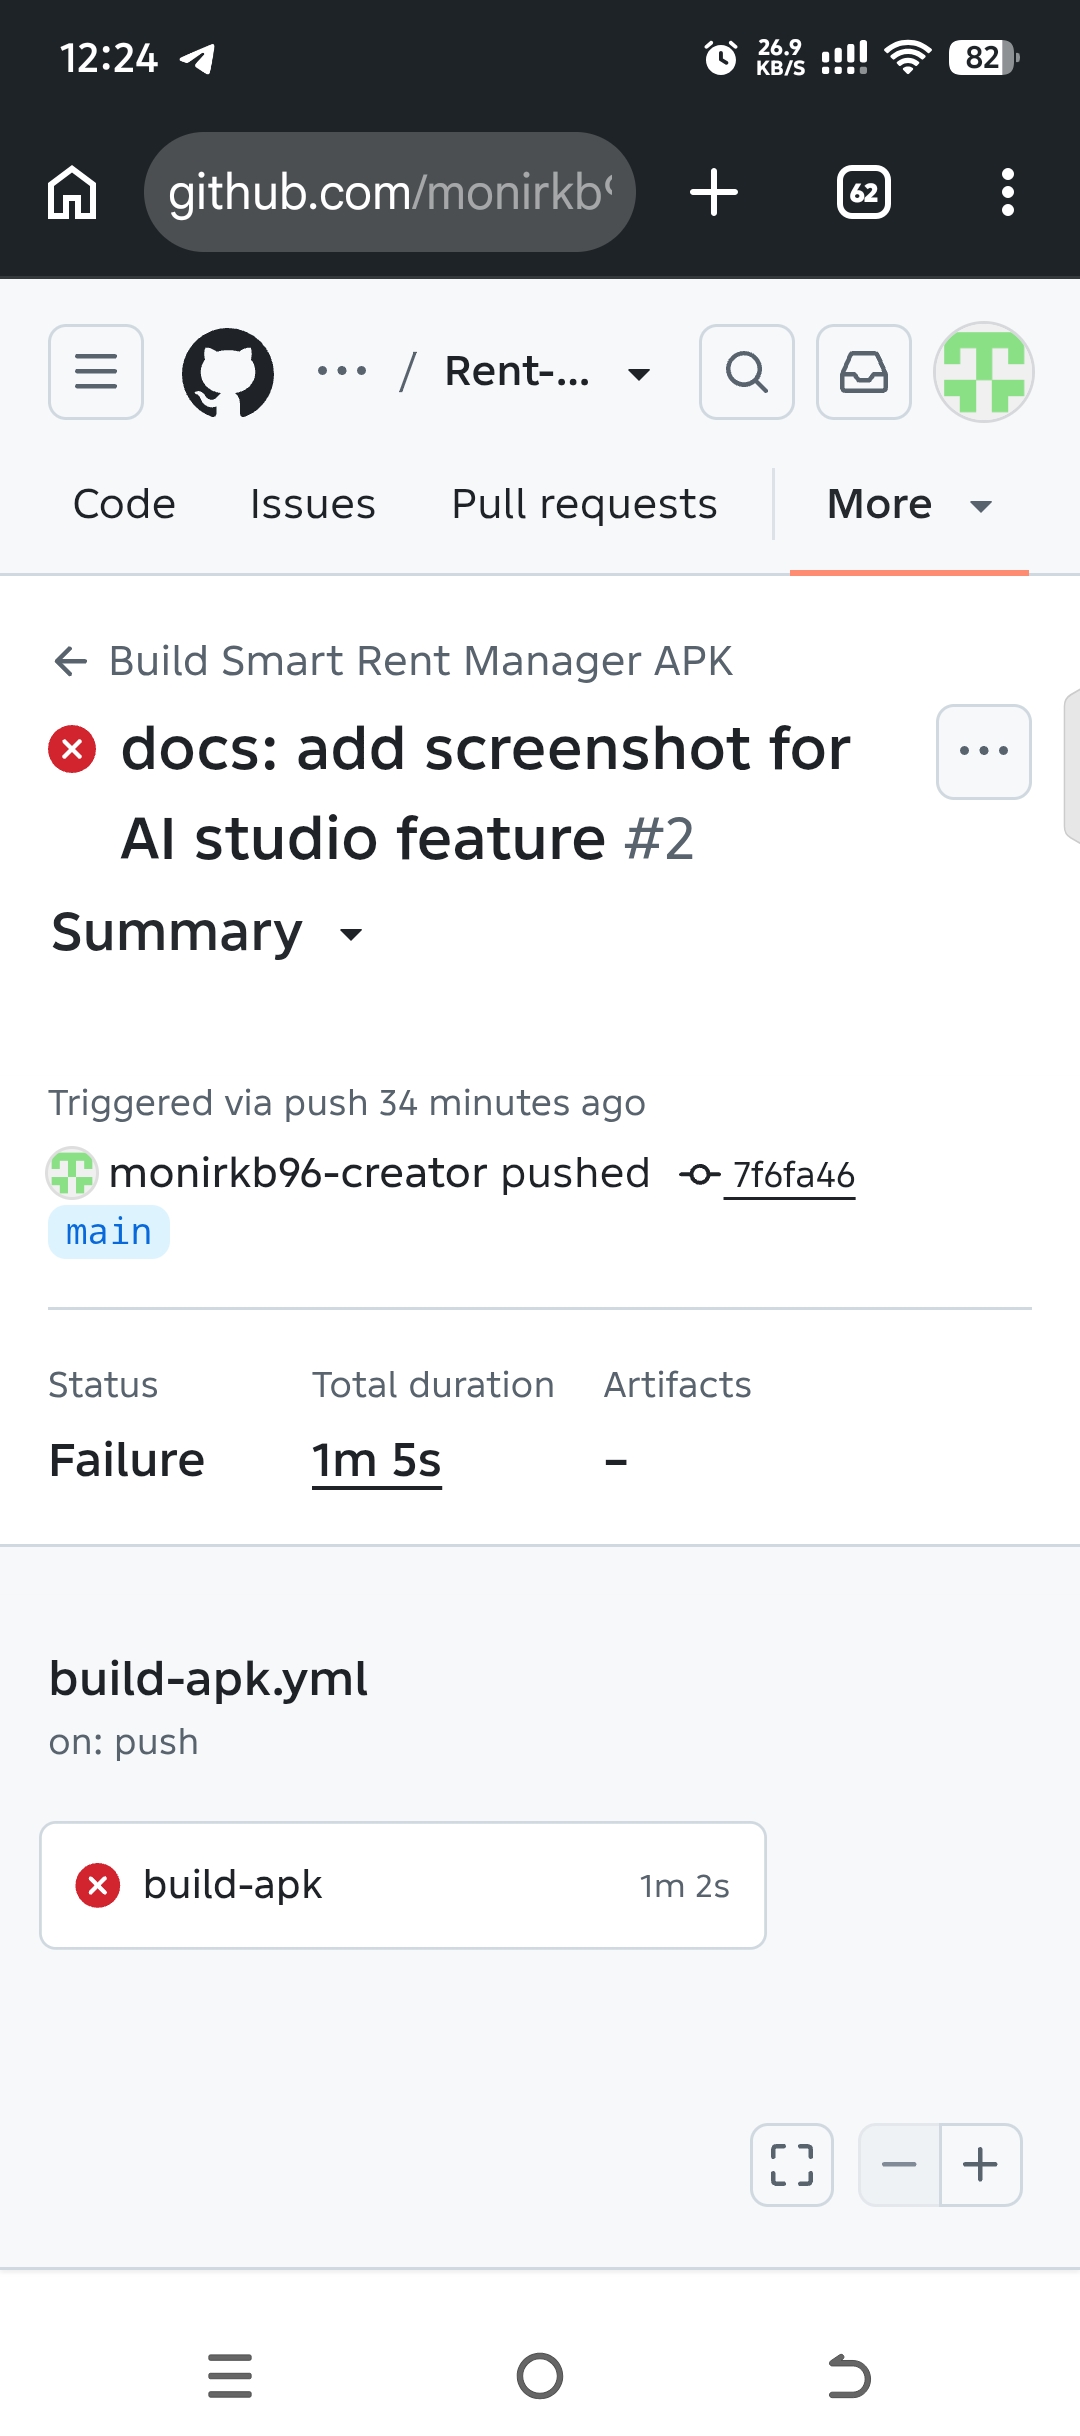 12:24
26.9
KB/S
82
github.com/monirkb
62
... / Rent-...
Code Issues Pull requests More
← Build Smart Rent Manager APK
docs: add screenshot for
AI studio feature #2
Summary
Triggered via push 34 minutes ago
monirkb96-creator pushed 7f6fa46
main
Status Total duration Artifacts
Failure 1m 5s –
build-apk.yml
on: push
build-apk 1m 2s